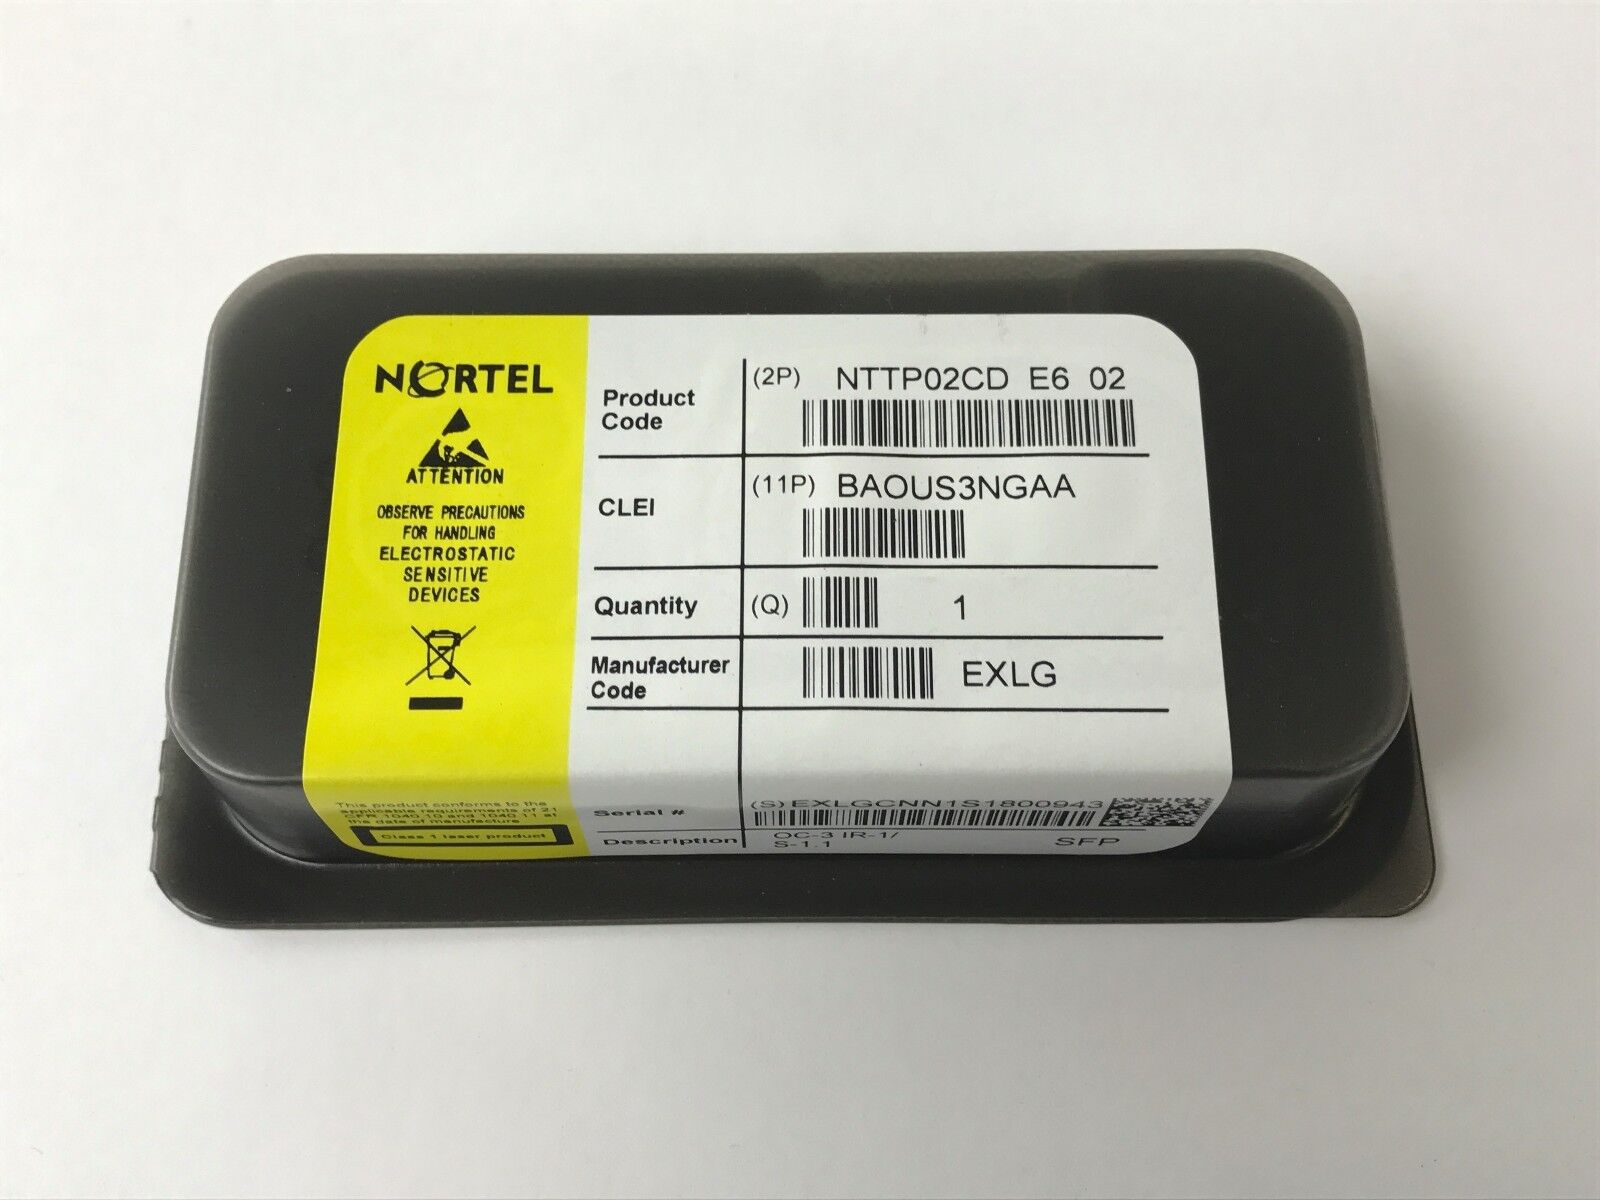 NORTEL
ATTENTION
OBSERVE PRECAUTIONS
FOR HANDLING
ELECTROSTATIC
SENSITIVE
DEVICES
This product conforms to the
applicable requirements of 21
CFR 1040.10 and 1040.11 at
the date of manufacture
Class 1 laser product
Product
Code
(2P) NTTP02CD E6 02
CLEI
(11P) BAOUS3NGAA
Quantity
(Q) 1
Manufacturer
Code
EXLG
Serial #
(S) EXLGCNN1S1800943
Description
OC-3 IR-1/
S-1.1
SFP